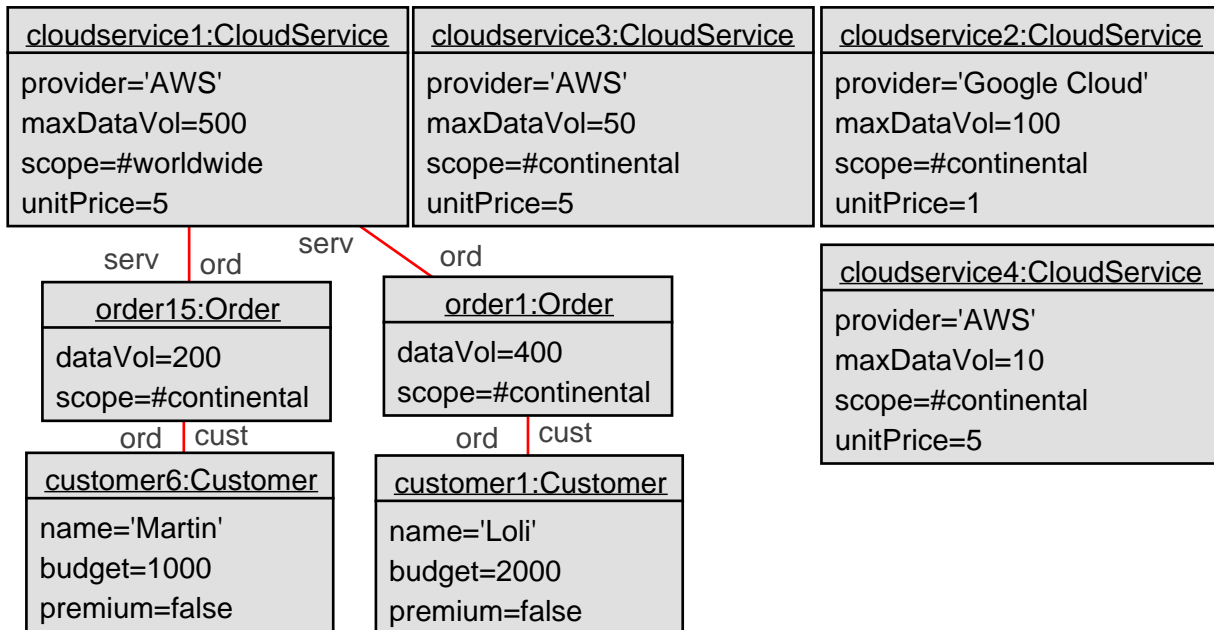 cloudservice1:CloudService
provider='AWS'
maxDataVol=500
scope=#worldwide
unitPrice=5
cloudservice3:CloudService
provider='AWS'
maxDataVol=50
scope=#continental
unitPrice=5
cloudservice2:CloudService
provider='Google Cloud'
maxDataVol=100
scope=#continental
unitPrice=1
serv
ord
serv
ord
order15:Order
dataVol=200
scope=#continental
order1:Order
dataVol=400
scope=#continental
cloudservice4:CloudService
provider='AWS'
maxDataVol=10
scope=#continental
unitPrice=5
ord
cust
ord
cust
customer6:Customer
name='Martin'
budget=1000
premium=false
customer1:Customer
name='Loli'
budget=2000
premium=false